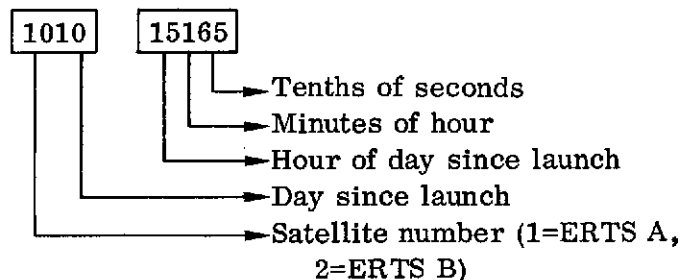 1010 15165
Tenths of seconds
Minutes of hour
Hour of day since launch
Day since launch
Satellite number (1=ERTS A,
2=ERTS B)